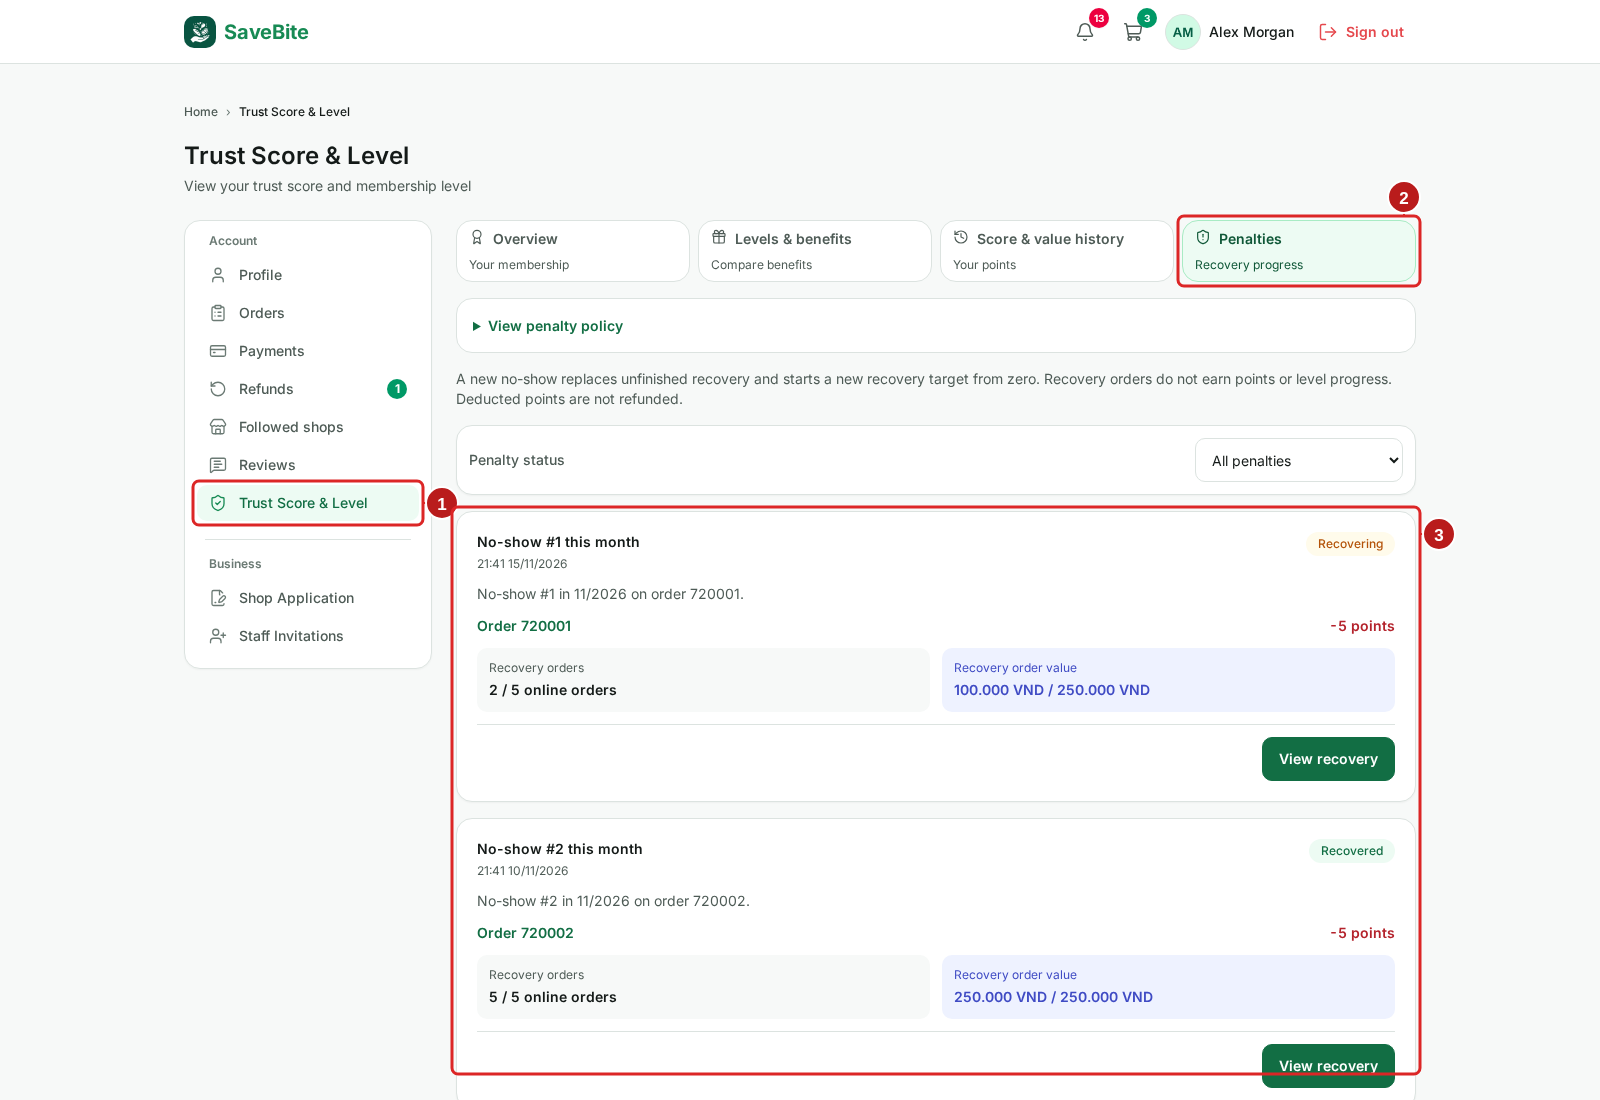 SaveBite
13
3
AM
Alex Morgan
Sign out
Home › Trust Score & Level
Trust Score & Level
View your trust score and membership level
Account
Profile
Orders
Payments
Refunds
1
Followed shops
Reviews
Trust Score & Level
1
Business
Shop Application
Staff Invitations
Overview
Your membership
Levels & benefits
Compare benefits
Score & value history
Your points
2
Penalties
Recovery progress
View penalty policy
A new no-show replaces unfinished recovery and starts a new recovery target from zero. Recovery orders do not earn points or level progress.
Deducted points are not refunded.
Penalty status
All penalties
3
No-show #1 this month
Recovering
21:41 15/11/2026
No-show #1 in 11/2026 on order 720001.
Order 720001
-5 points
Recovery orders
2 / 5 online orders
Recovery order value
100.000 VND / 250.000 VND
View recovery
No-show #2 this month
Recovered
21:41 10/11/2026
No-show #2 in 11/2026 on order 720002.
Order 720002
-5 points
Recovery orders
5 / 5 online orders
Recovery order value
250.000 VND / 250.000 VND
View recovery